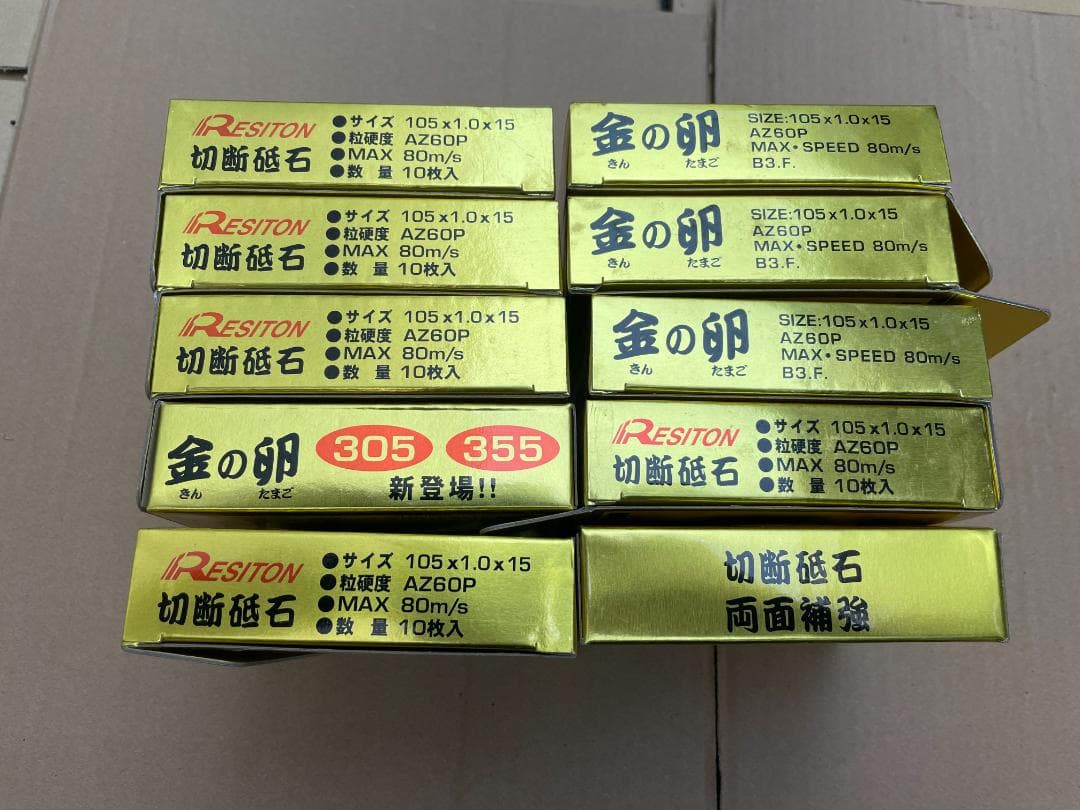 RESITON
切断砥石
●サイズ 105x1.0x15
●粒硬度 AZ60P
●MAX 80m/s
●数 量 10枚入
金の卵
きん たまご
SIZE:105x1.0x15
AZ60P
MAX・SPEED 80m/s
B3.F.
RESITON
切断砥石
●サイズ 105x1.0x15
●粒硬度 AZ60P
●MAX 80m/s
●数 量 10枚入
金の卵
きん たまご
SIZE:105x1.0x15
AZ60P
MAX・SPEED 80m/s
B3.F.
RESITON
切断砥石
●サイズ 105x1.0x15
●粒硬度 AZ60P
●MAX 80m/s
●数 量 10枚入
金の卵
きん たまご
SIZE:105x1.0x15
AZ60P
MAX・SPEED 80m/s
B3.F.
金の卵
きん たまご
305 355
新登場!!
RESITON
切断砥石
●サイズ 105x1.0x15
●粒硬度 AZ60P
●MAX 80m/s
●数 量 10枚入
RESITON
切断砥石
●サイズ 105x1.0x15
●粒硬度 AZ60P
●MAX 80m/s
●数 量 10枚入
切断砥石
両面補強